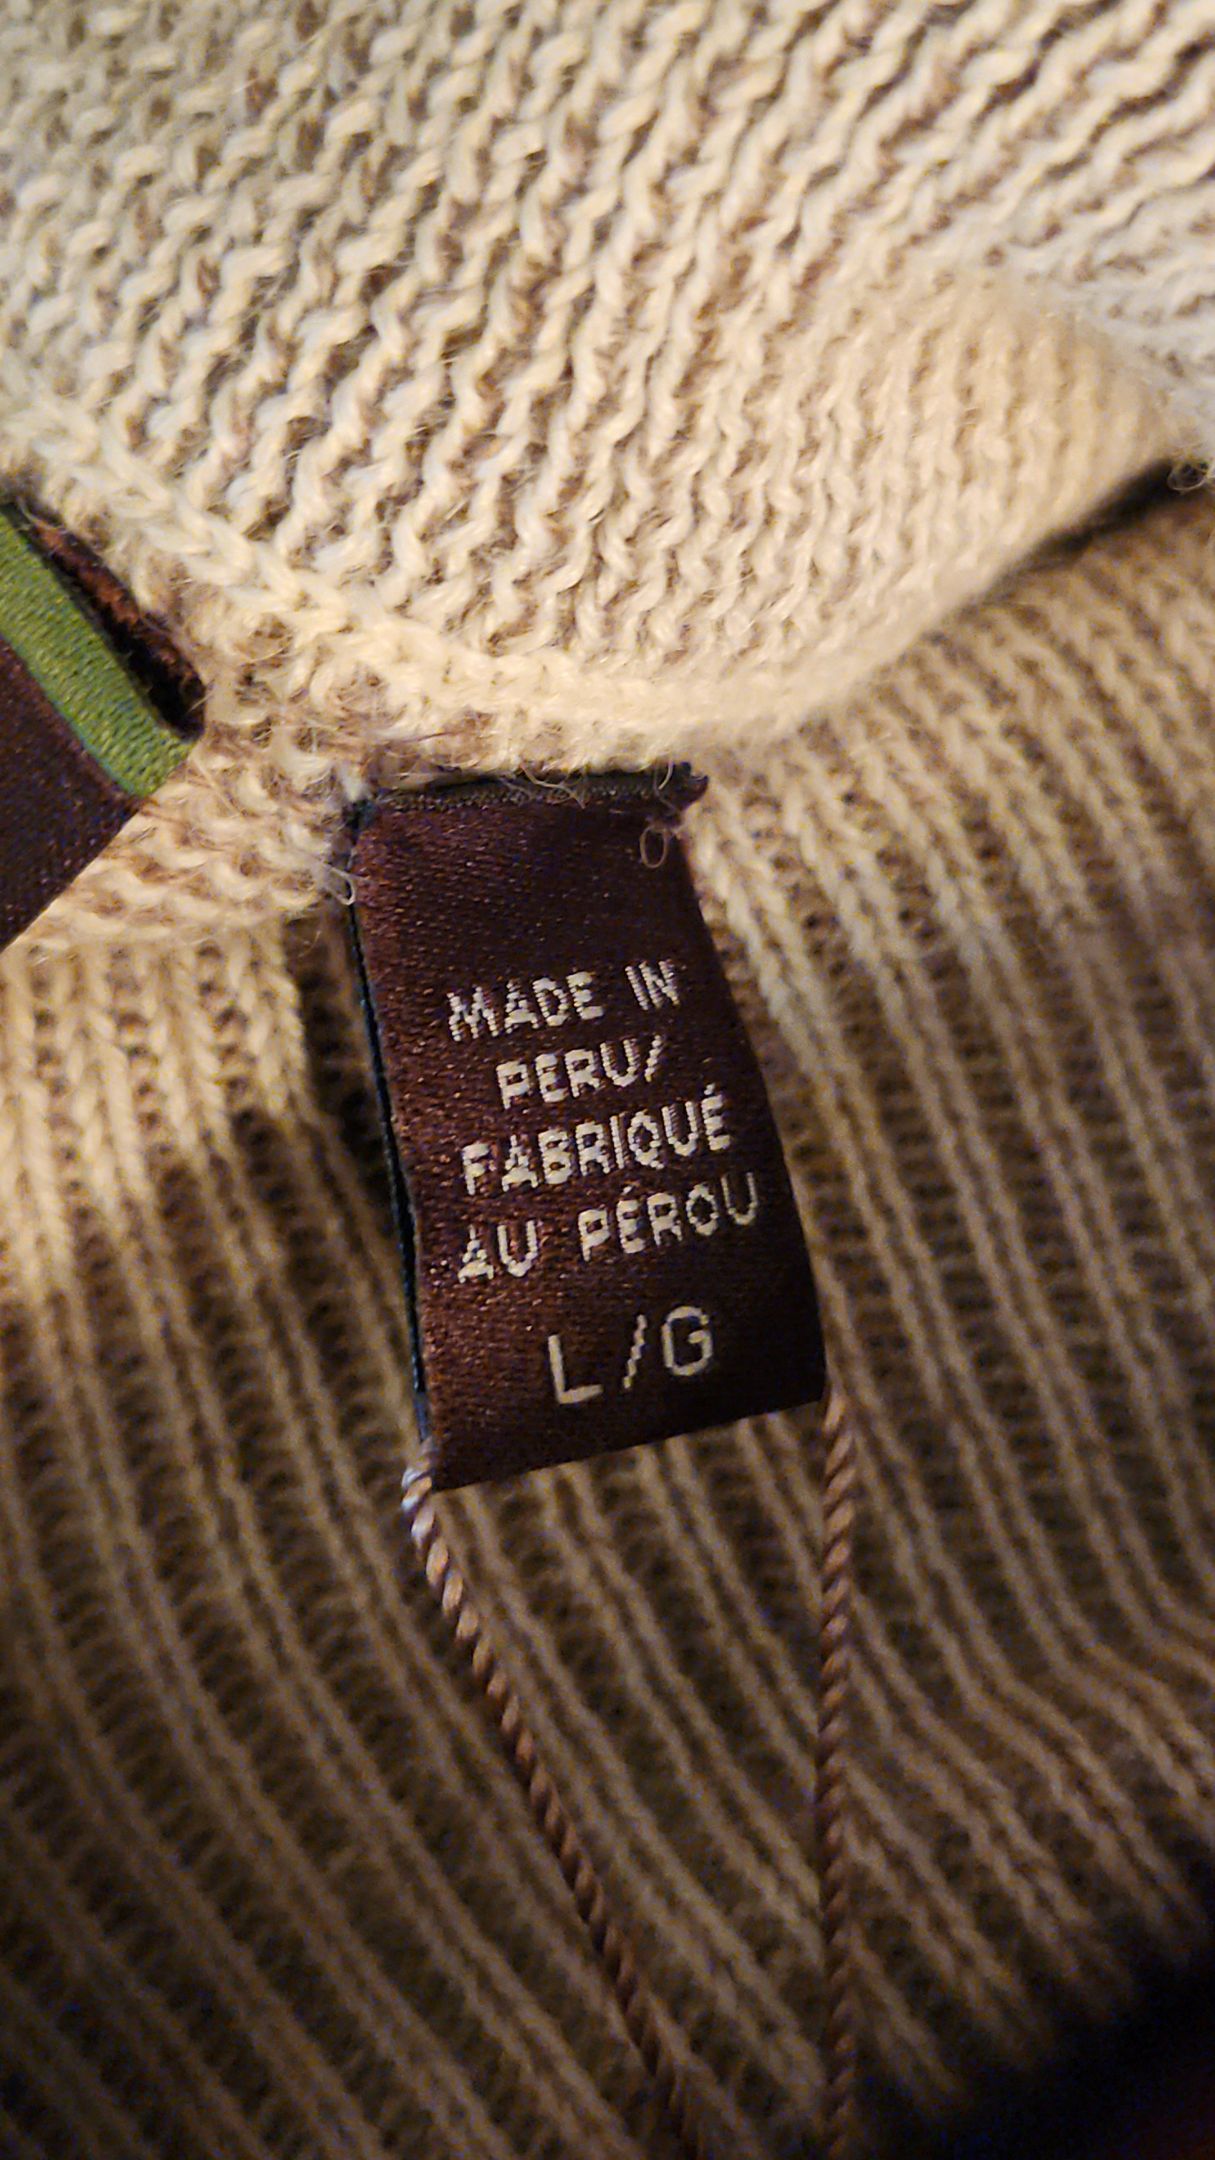 MADE IN
PERU/
FABRIQUÉ
AU PÉROU
L/G